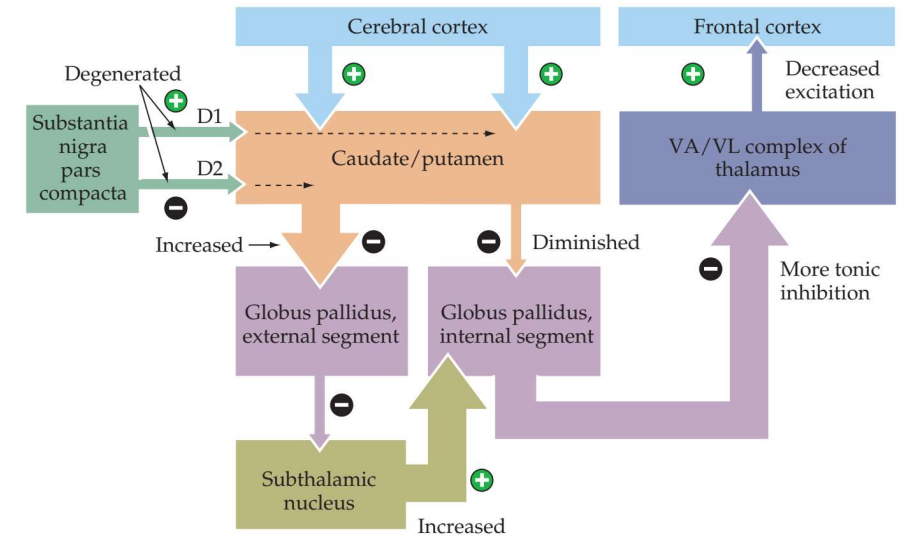 Cerebral cortex
Frontal cortex
Degenerated
Decreased
excitation
D1
Substantia
nigra
pars
compacta
Caudate/putamen
VA/VL complex of
thalamus
D2
Increased
Diminished
More tonic
inhibition
Globus pallidus,
external segment
Globus pallidus,
internal segment
Subthalamic
nucleus
Increased